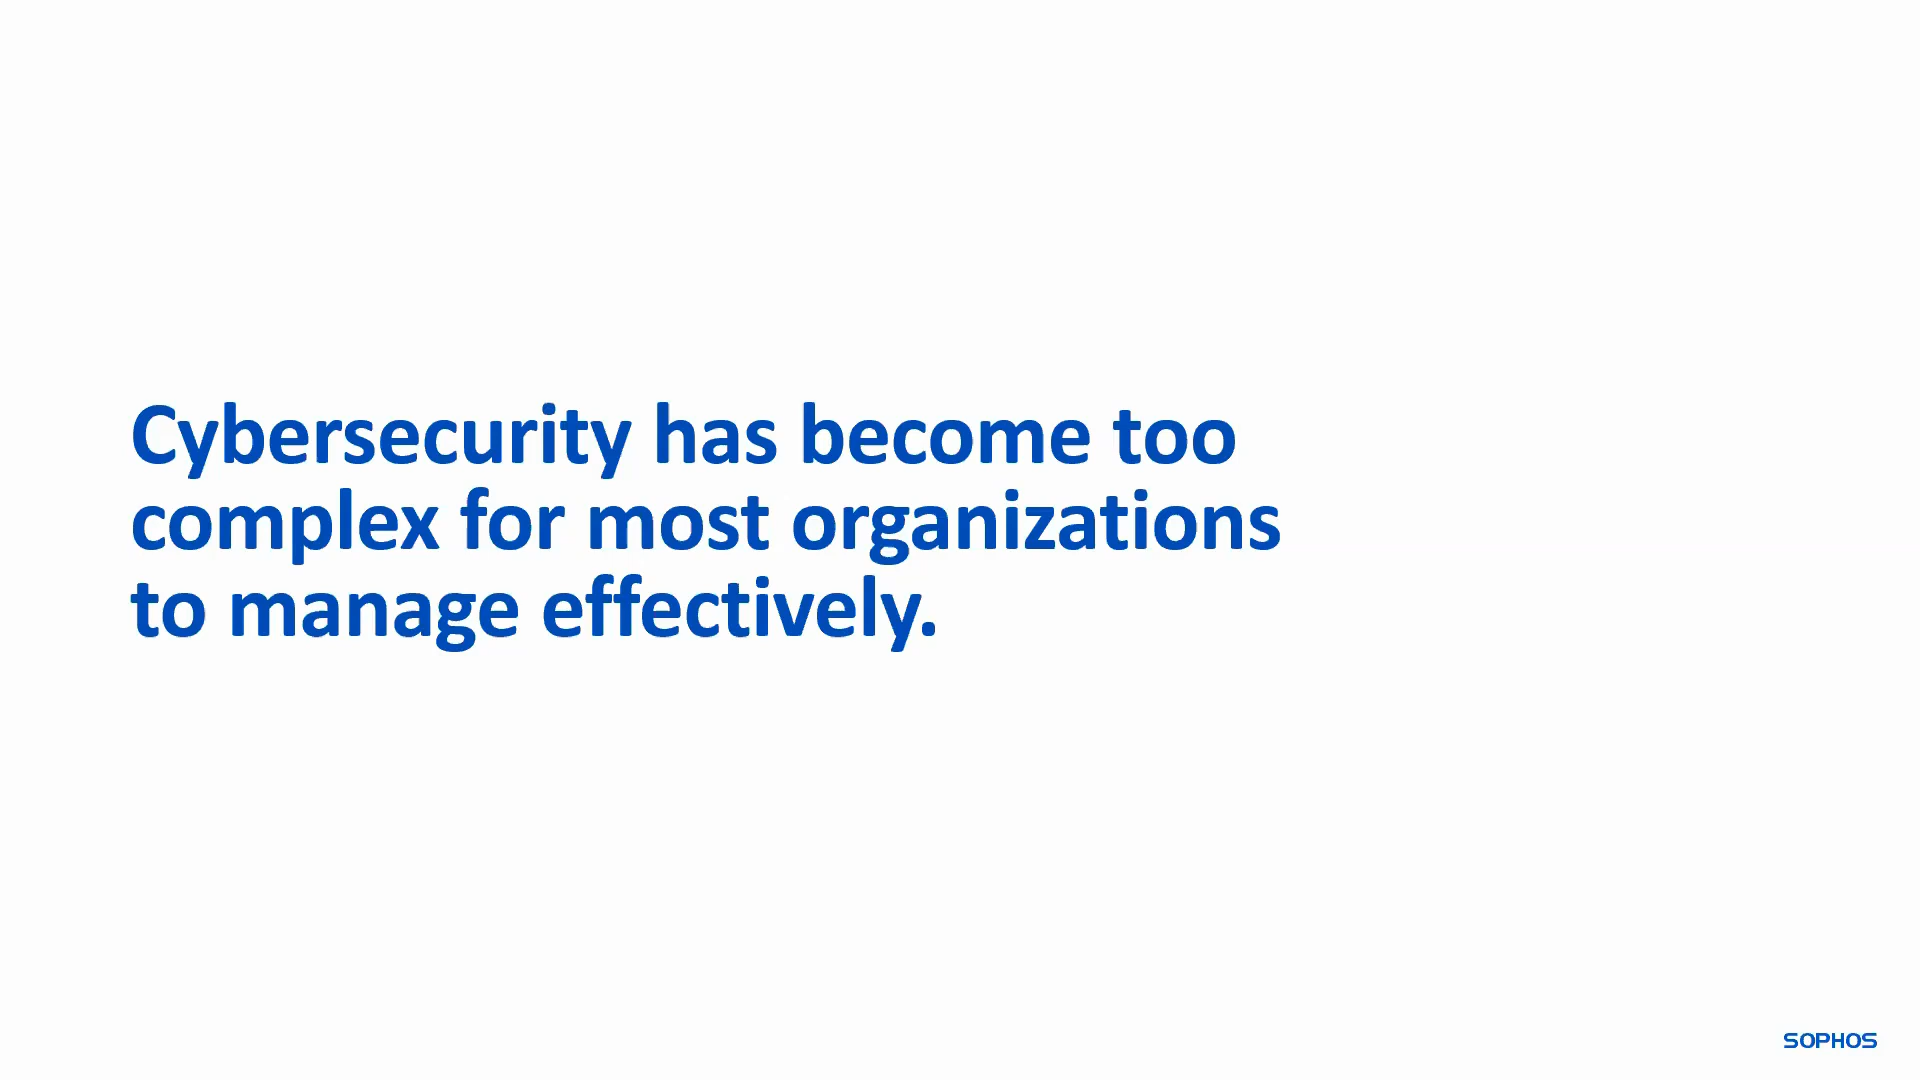 Cybersecurity has become too
complex for most organizations
to manage effectively.
SOPHOS